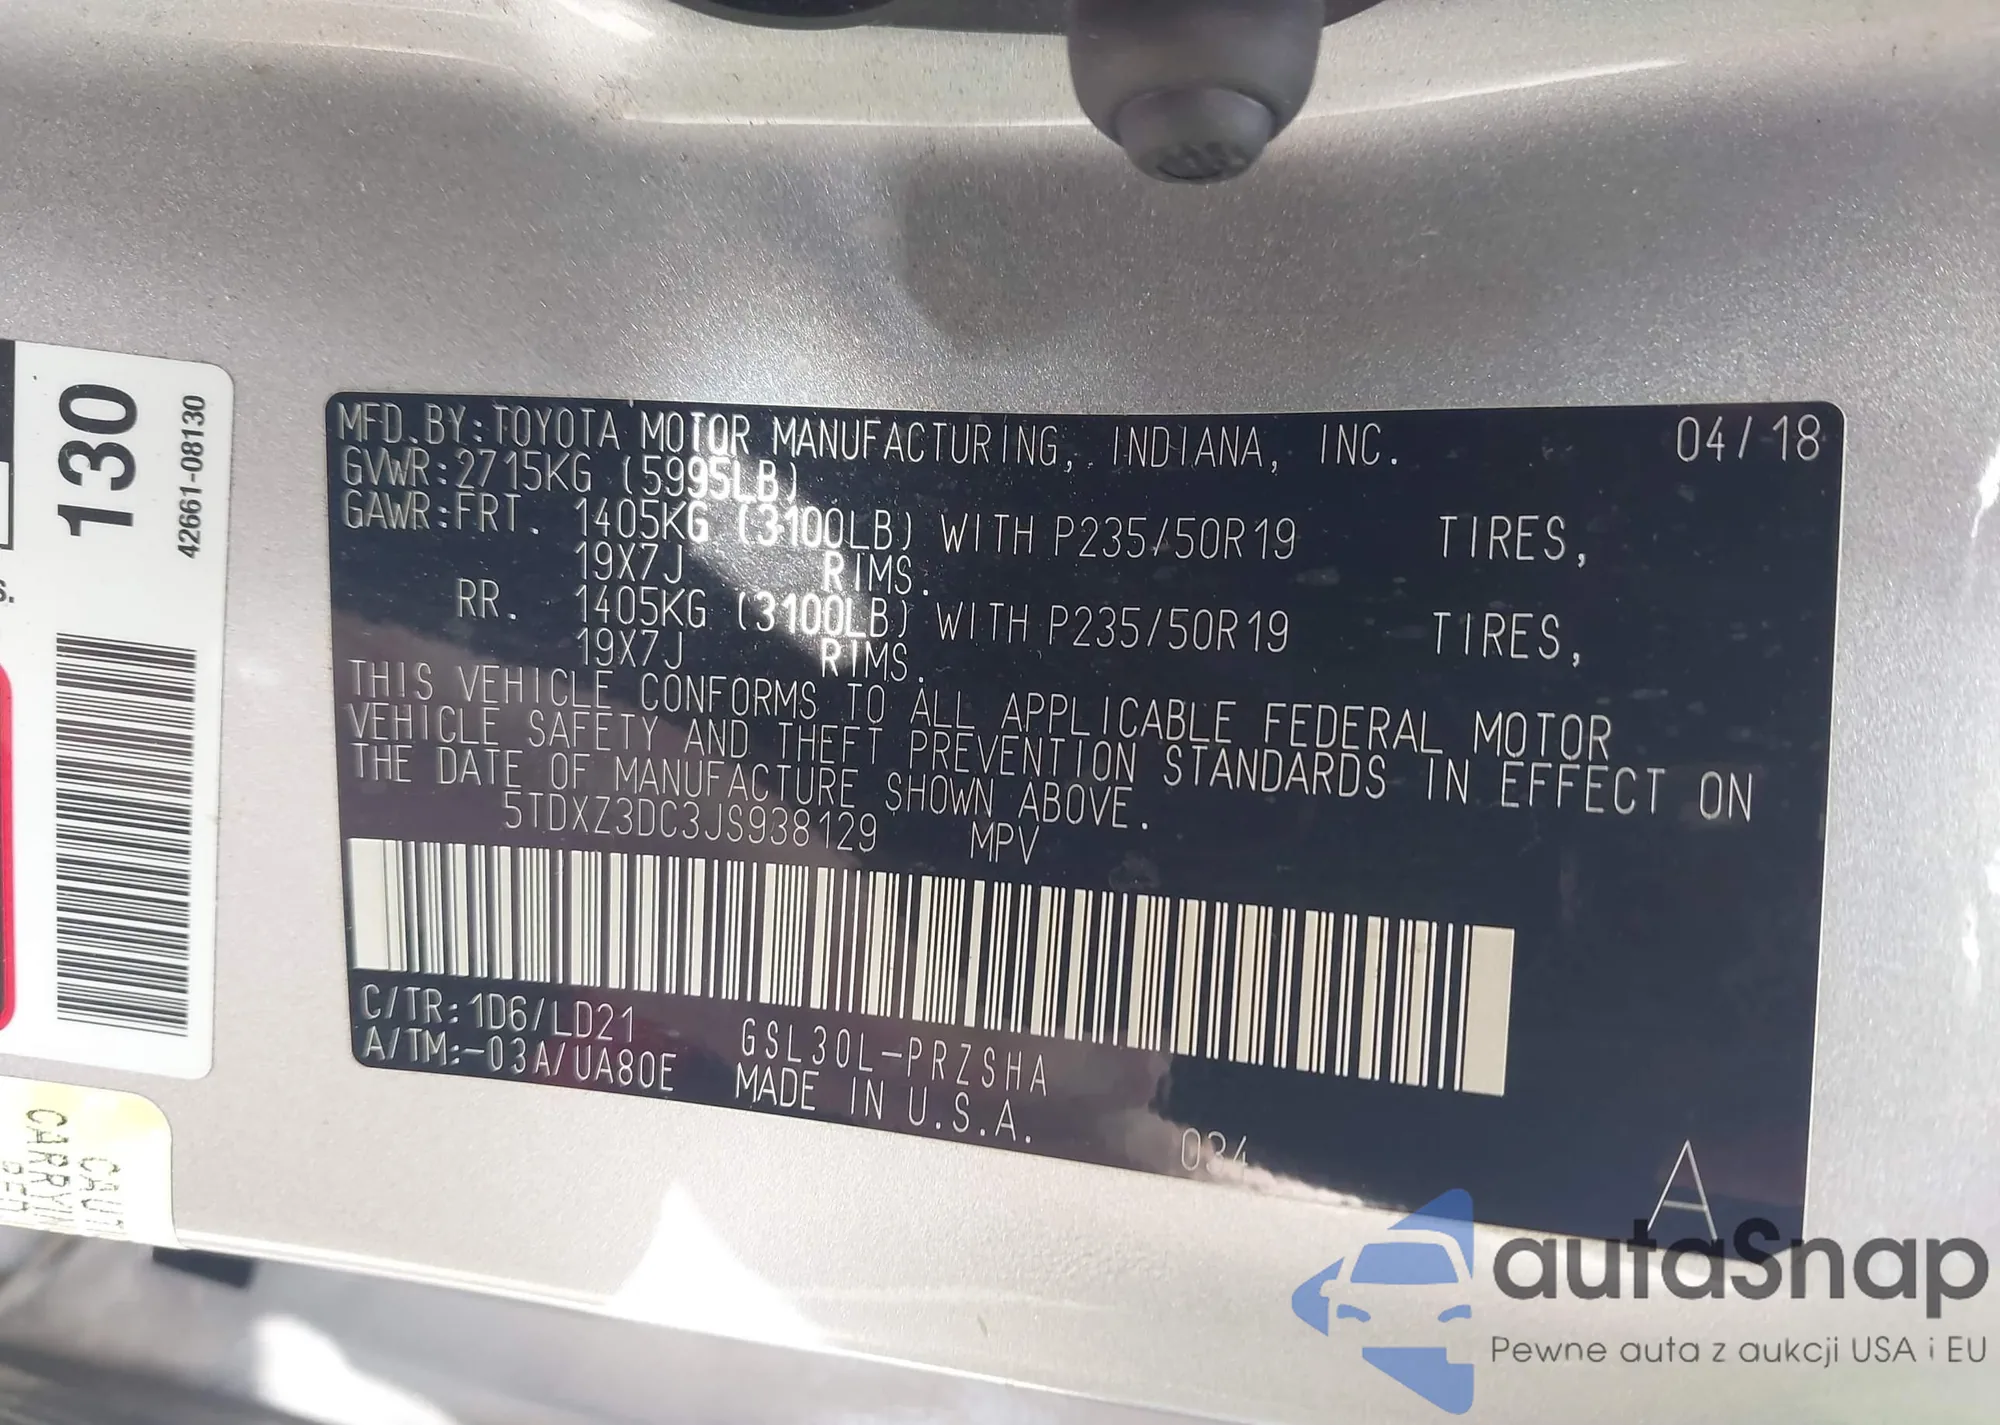 MFD.BY:TOYOTA MOTOR MANUFACTURING, INDIANA, INC. 04/18
GVWR:2715KG (5995LB)
GAWR:FRT. 1405KG (3100LB) WITH P235/50R19 TIRES,
19X7J RIMS.
RR. 1405KG (3100LB) WITH P235/50R19 TIRES,
19X7J RIMS.
THIS VEHICLE CONFORMS TO ALL APPLICABLE FEDERAL MOTOR
VEHICLE SAFETY AND THEFT PREVENTION STANDARDS IN EFFECT ON
THE DATE OF MANUFACTURE SHOWN ABOVE.
5TDXZ3DC3JS938129 MPV
C/TR:1D6/LD21 GSL30L-PRZSHA
A/TM:-03A/UA80E MADE IN U.S.A.
034
A
130
42661-08130
s.
autaSnap
Pewne auta z aukcji USA i EU